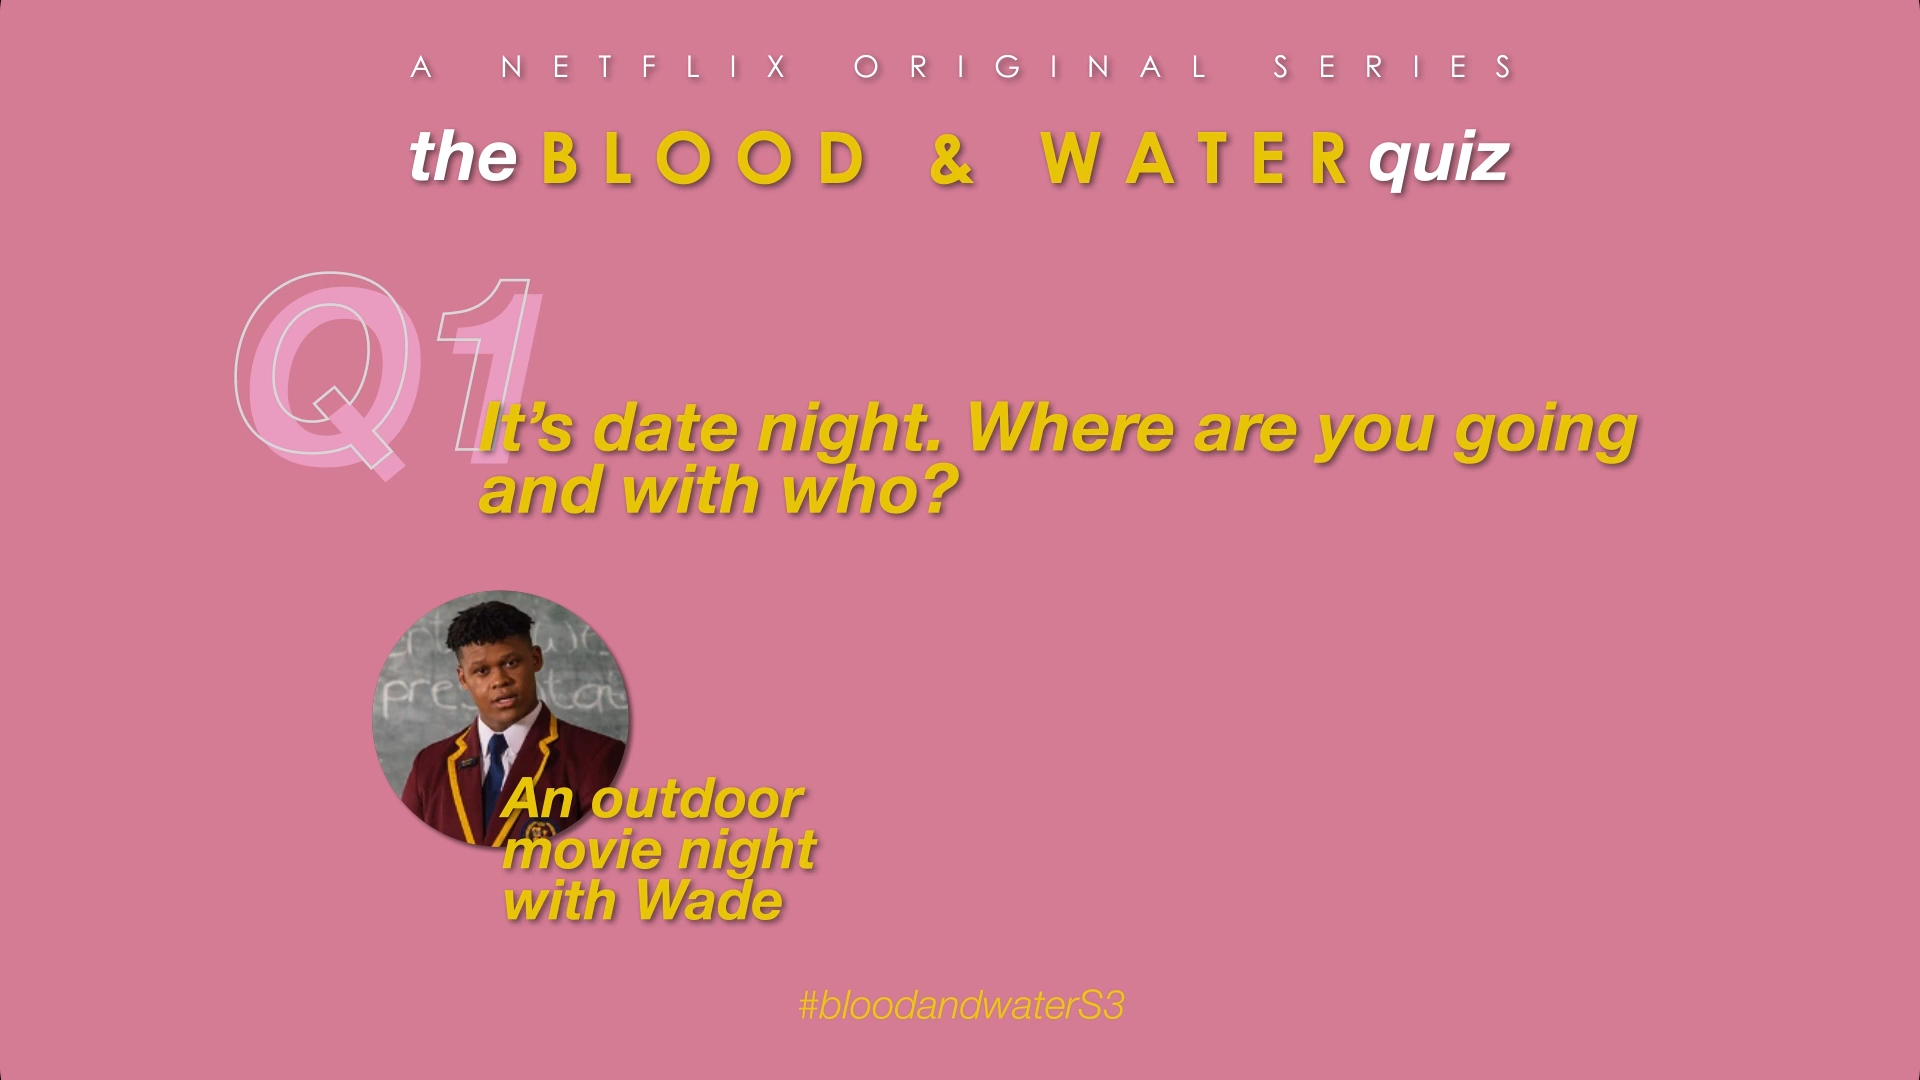 A NETFLIX ORIGINAL SERIES
the BLOOD & WATER quiz
Q1
It’s date night. Where are you going
and with who?
An outdoor
movie night
with Wade
#bloodandwaterS3